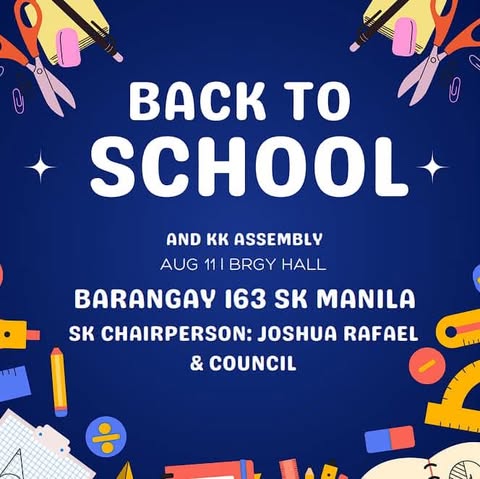 BACK TO
SCHOOL
AND KK ASSEMBLY
AUG 11 | BRGY HALL
BARANGAY 163 SK MANILA
SK CHAIRPERSON: JOSHUA RAFAEL
& COUNCIL